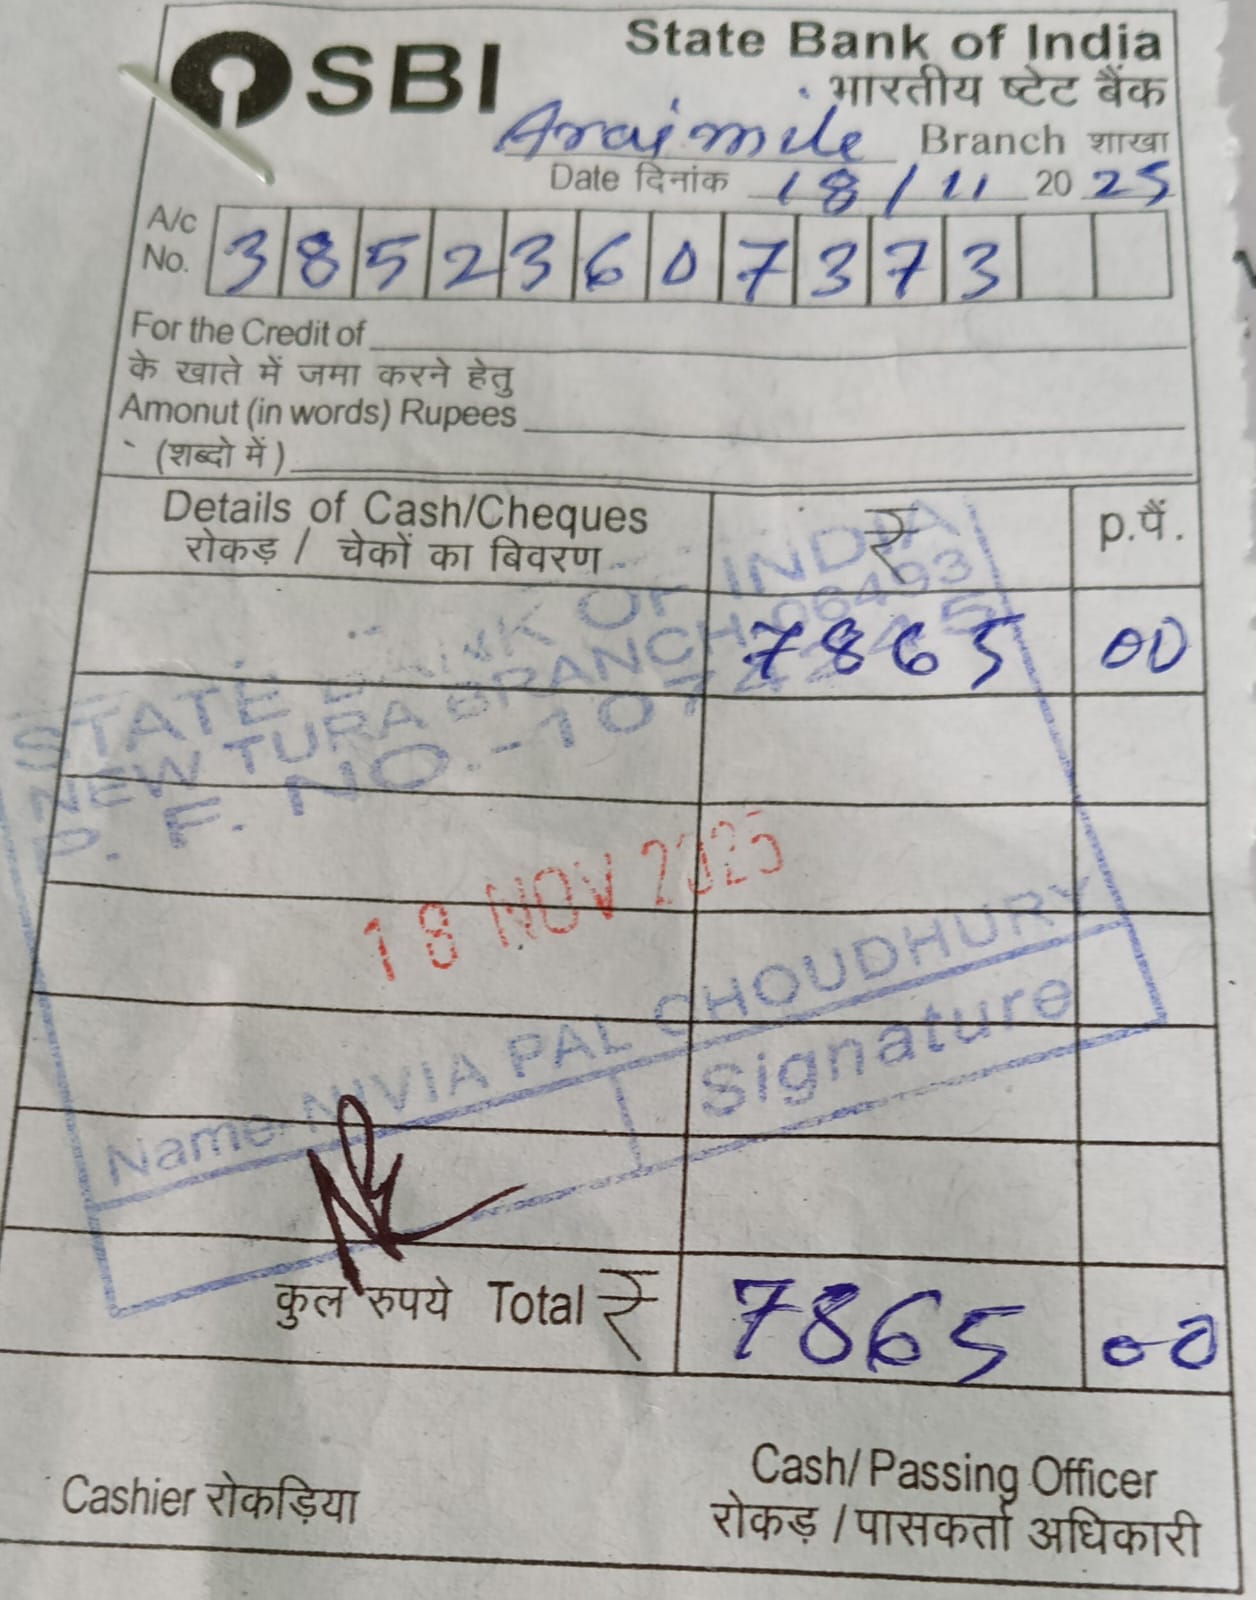 SBI
State Bank of India
भारतीय ष्टेट बैंक
Araimile Branch शाखा
Date दिनांक 18/11 2025
A/c No. 38523607373
For the Credit of
के खाते में जमा करने हेतु
Amonut (in words) Rupees
(शब्दो में)
Details of Cash/Cheques ₹ p.पैं.
रोकड़ / चेकों का बिवरण
7865 00
STATE BANK OF INDIA
NEW TURA BRANCH-06493
P. F. NO.-1074245
18 NOV 2025
Name- NIVIA PAL CHOUDHURY
Signature
कुल रुपये Total ₹ 7865 00
Cashier रोकड़िया
Cash/Passing Officer
रोकड़ /पासकर्ता अधिकारी